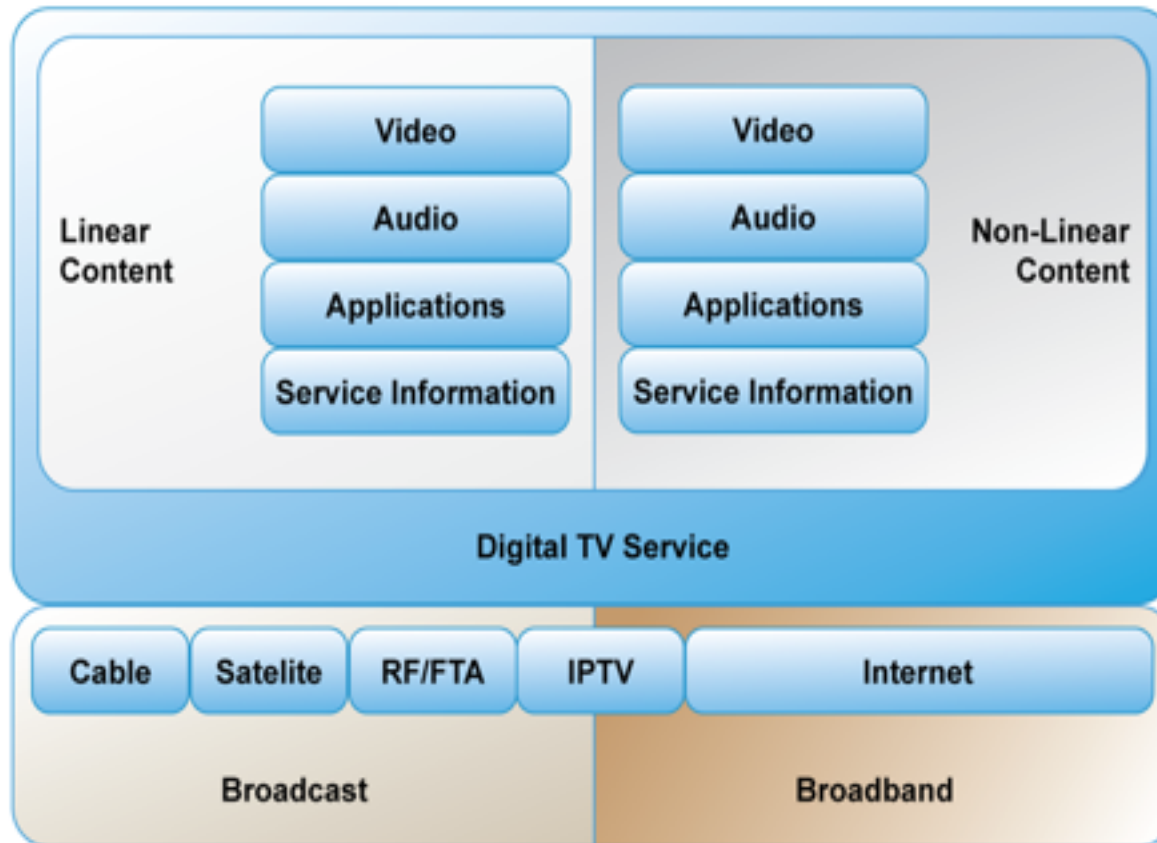 Linear
Content
Video
Audio
Applications
Service Information
Video
Audio
Applications
Service Information
Non-Linear
Content
Digital TV Service
Cable
Satelite
RF/FTA
IPTV
Internet
Broadcast
Broadband